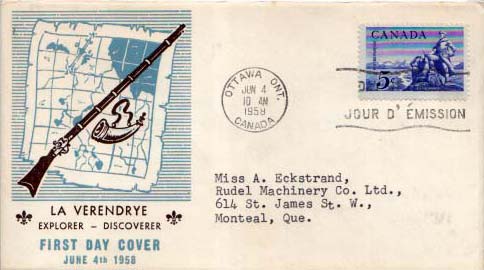 CANADA
5c
OTTAWA ONT.
JUN 4
10 AM
1958
CANADA
JOUR D'ÉMISSION
Miss A. Eckstrand,
Rudel Machinery Co. Ltd.,
614 St. James St. W.,
Monteal, Que.
LA VERENDRYE
EXPLORER – DISCOVERER
FIRST DAY COVER
JUNE 4th 1958